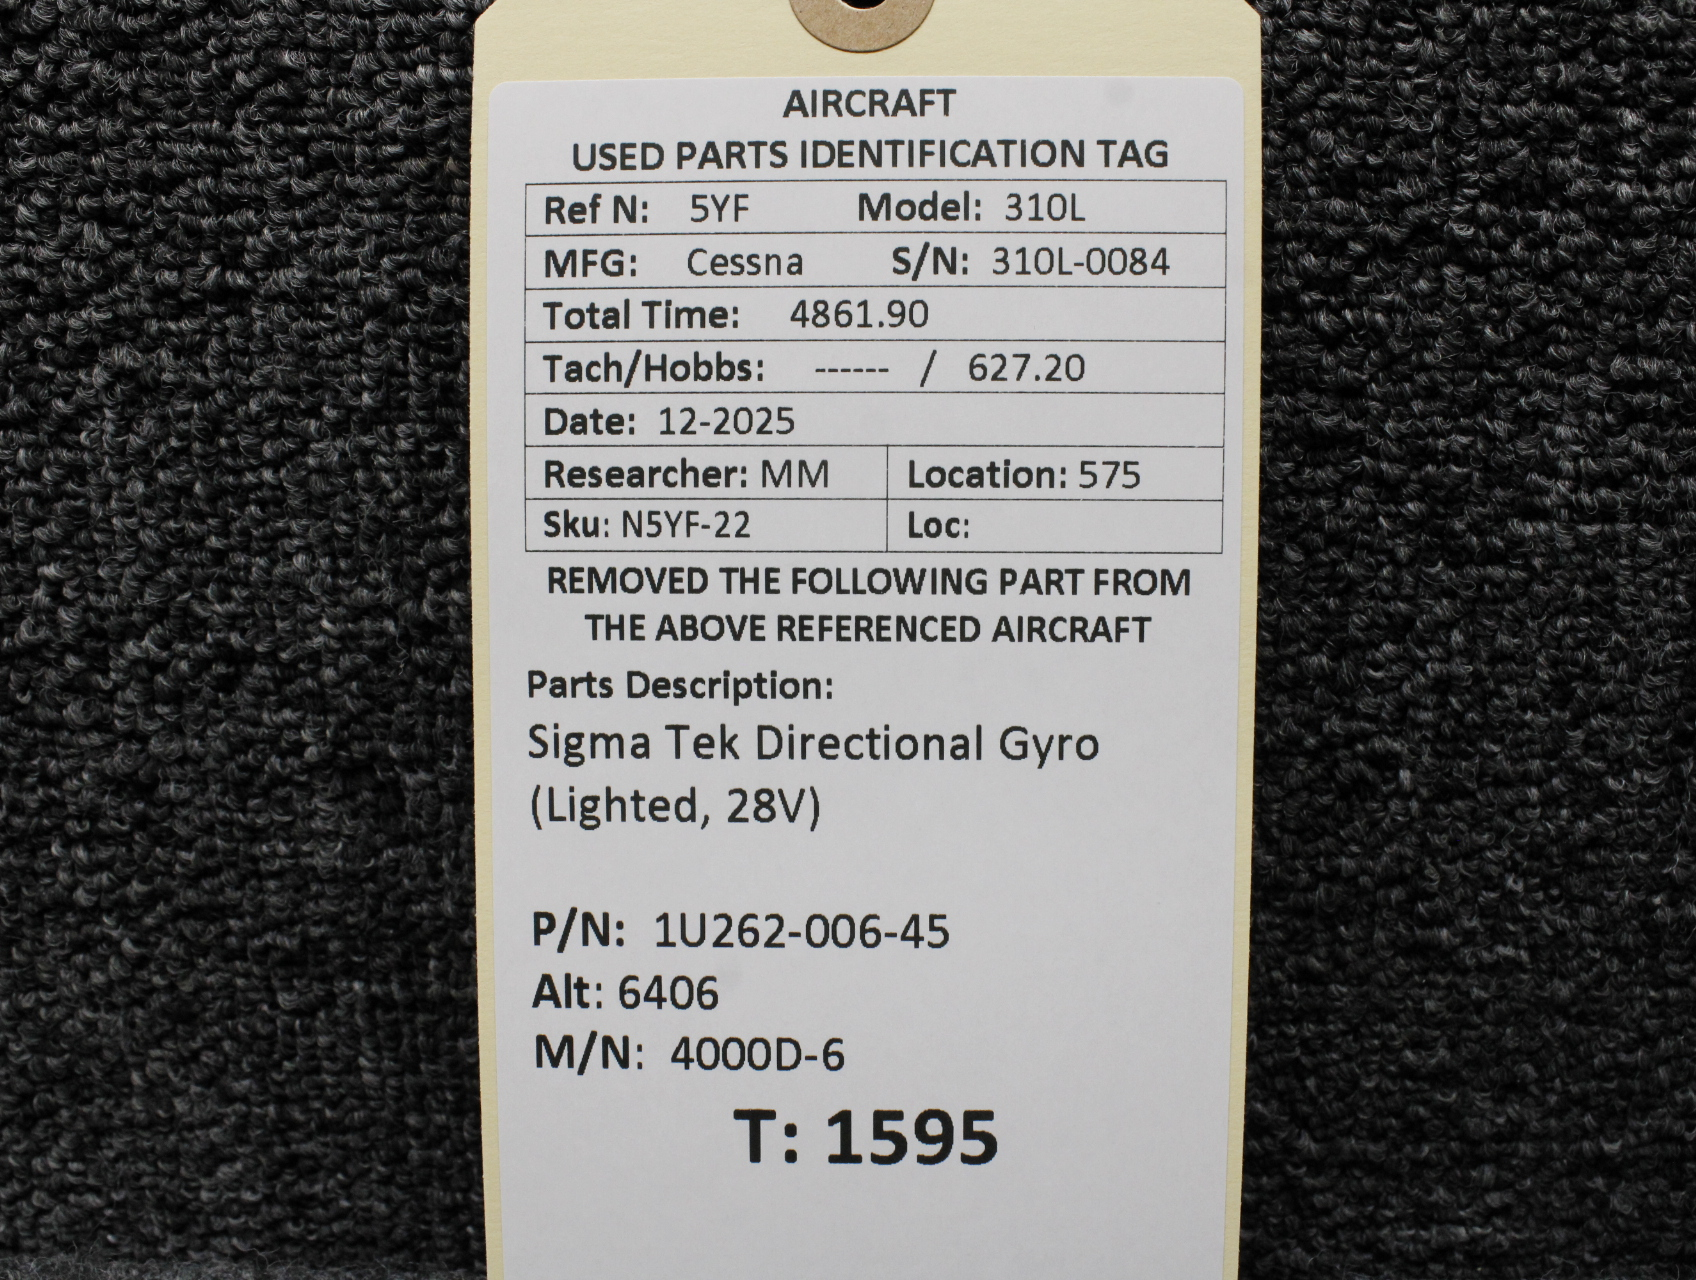 AIRCRAFT
USED PARTS IDENTIFICATION TAG
Ref N: 5YF Model: 310L
MFG: Cessna S/N: 310L-0084
Total Time: 4861.90
Tach/Hobbs: ------ / 627.20
Date: 12-2025
Researcher: MM Location: 575
Sku: N5YF-22 Loc:
REMOVED THE FOLLOWING PART FROM
THE ABOVE REFERENCED AIRCRAFT
Parts Description:
Sigma Tek Directional Gyro
(Lighted, 28V)
P/N: 1U262-006-45
Alt: 6406
M/N: 4000D-6
T: 1595